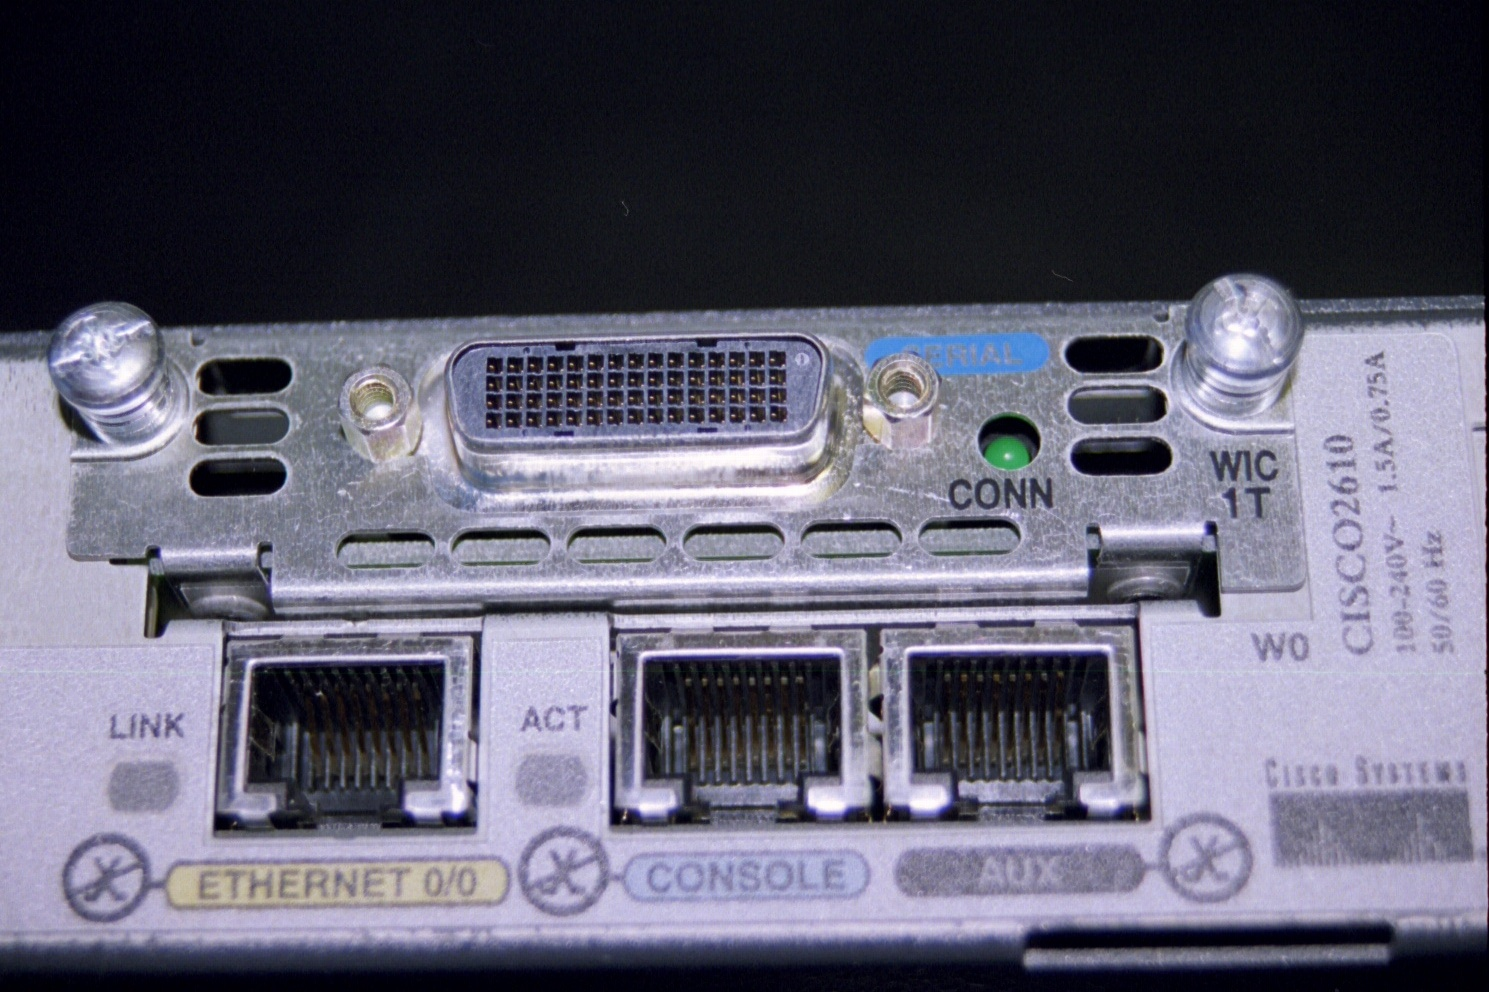 SERIAL
CONN
WIC
1T
CISCO2610
100-240V~ 1.5A/0.75A
50/60 Hz
W0
LINK
ACT
CISCO SYSTEMS
ETHERNET 0/0
CONSOLE
AUX